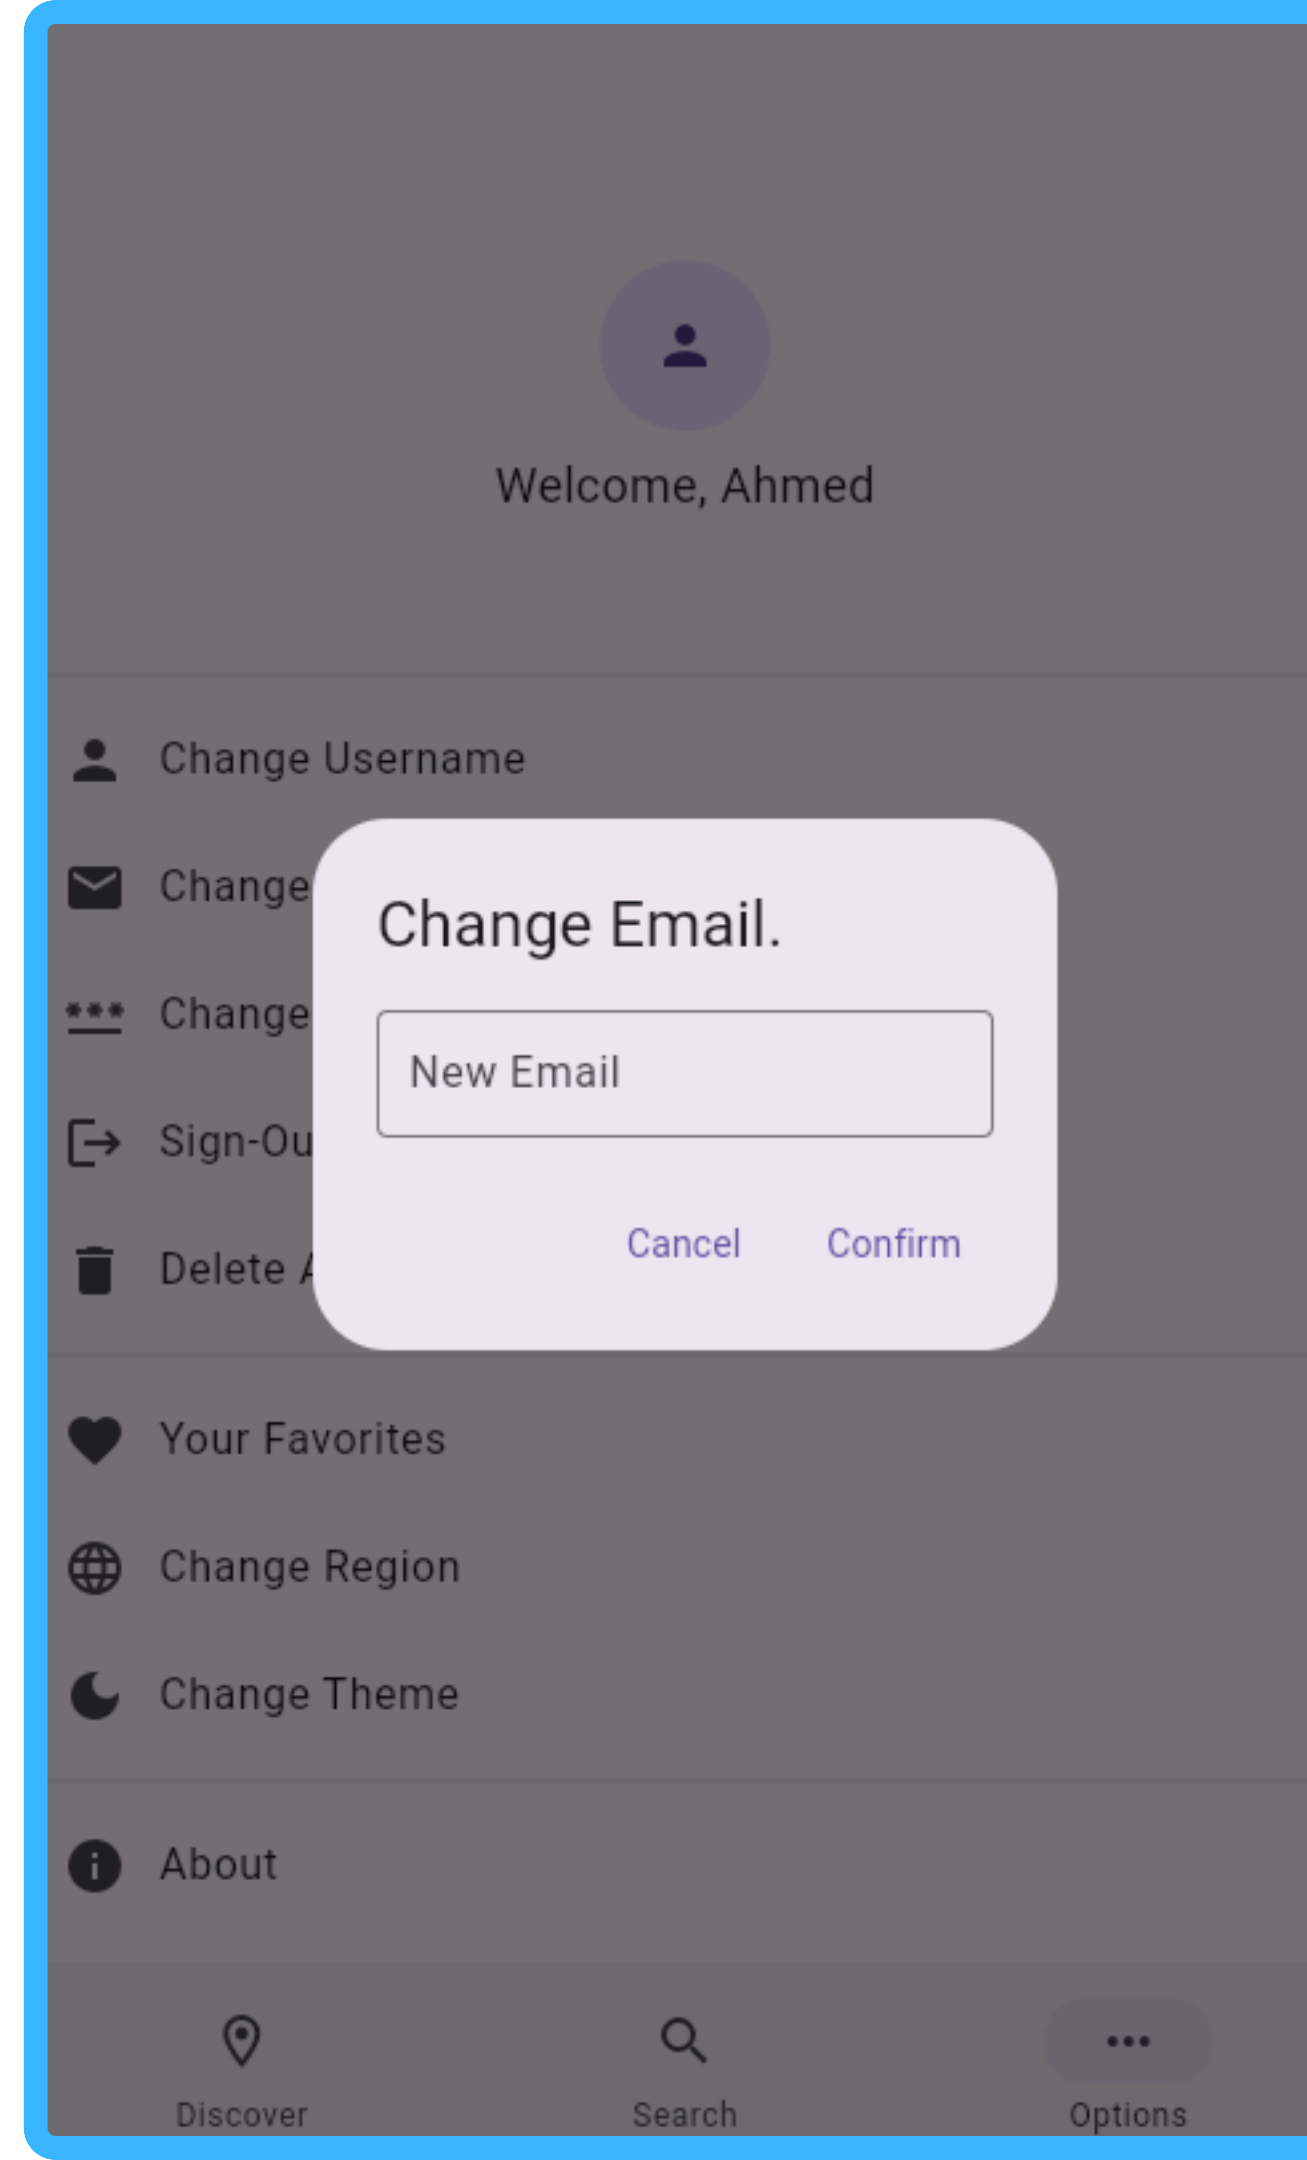 Welcome, Ahmed
Change Username
Change
Change Email.
New Email
Change
Sign-Ou
Cancel
Confirm
Delete
Your Favorites
Change Region
Change Theme
About
Discover
Search
Options